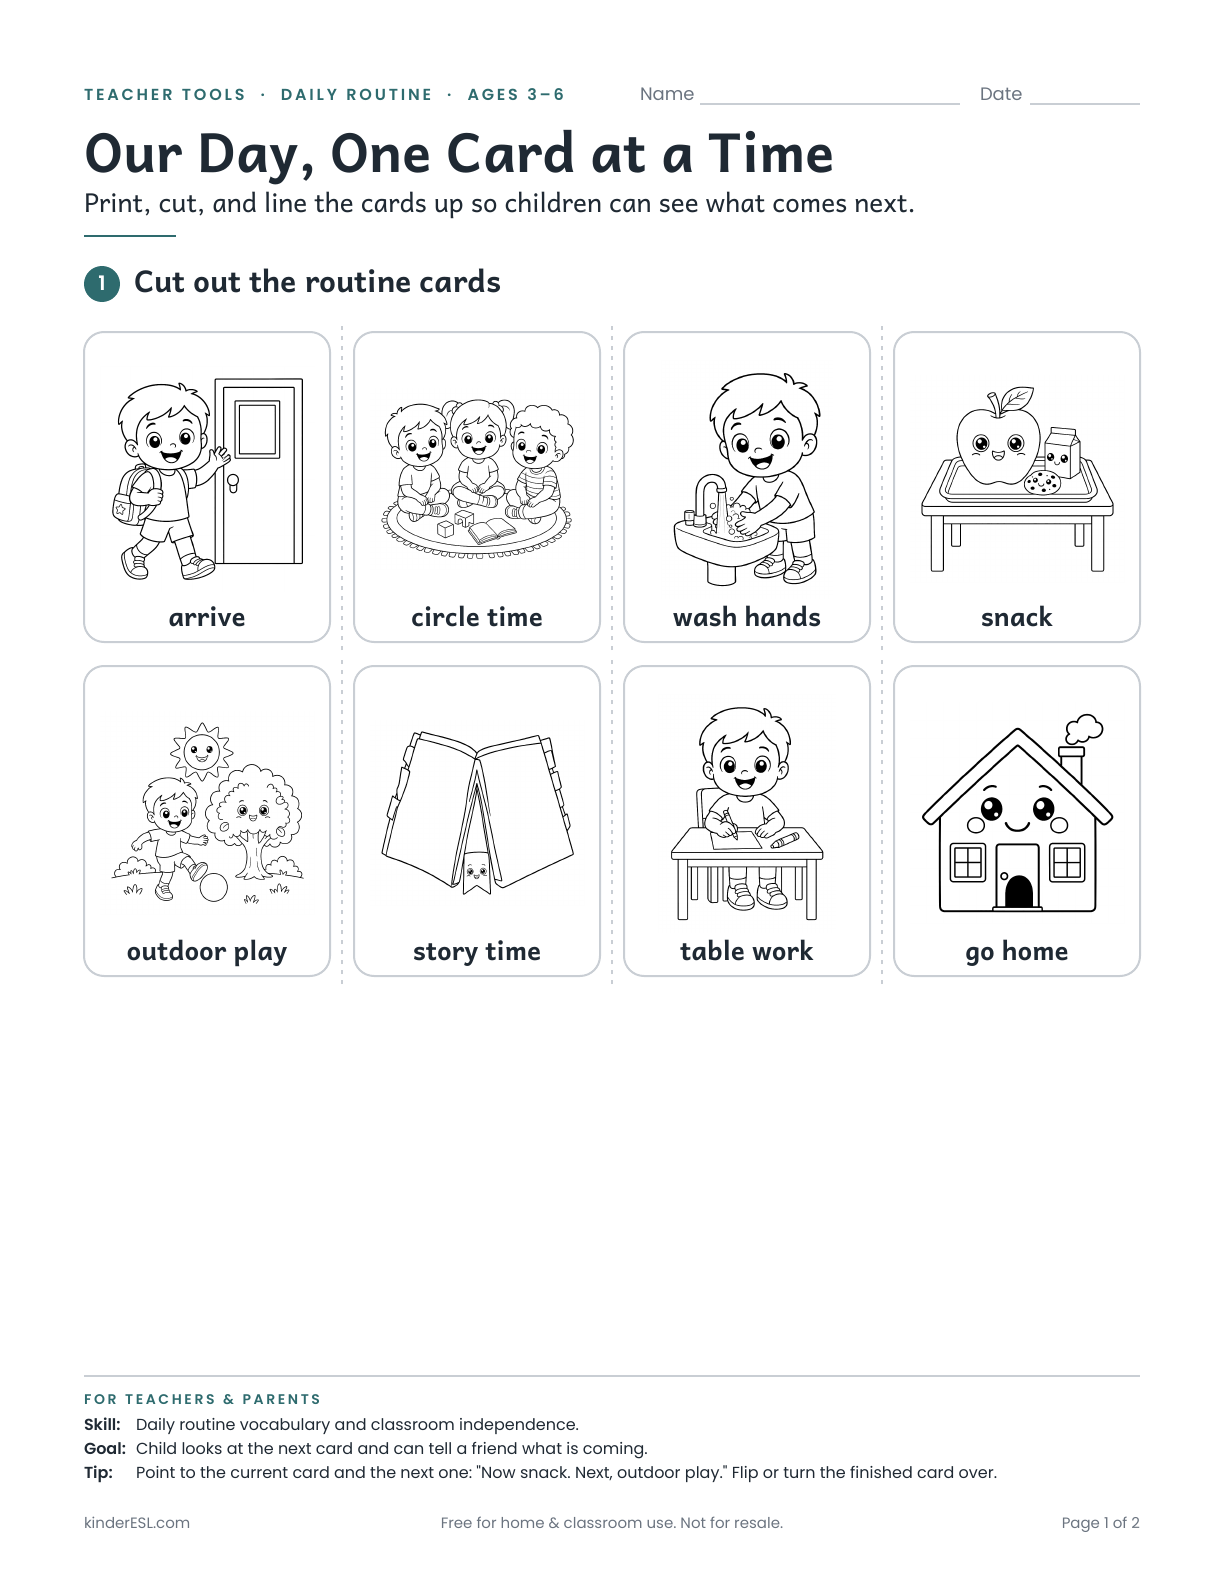 TEACHER TOOLS · DAILY ROUTINE · AGES 3–6 Name Date
Our Day, One Card at a Time
Print, cut, and line the cards up so children can see what comes next.
1 Cut out the routine cards
arrive circle time wash hands snack
outdoor play story time table work go home
FOR TEACHERS & PARENTS
Skill: Daily routine vocabulary and classroom independence.
Goal: Child looks at the next card and can tell a friend what is coming.
Tip: Point to the current card and the next one: "Now snack. Next, outdoor play." Flip or turn the finished card over.
kinderESL.com Free for home & classroom use. Not for resale. Page 1 of 2